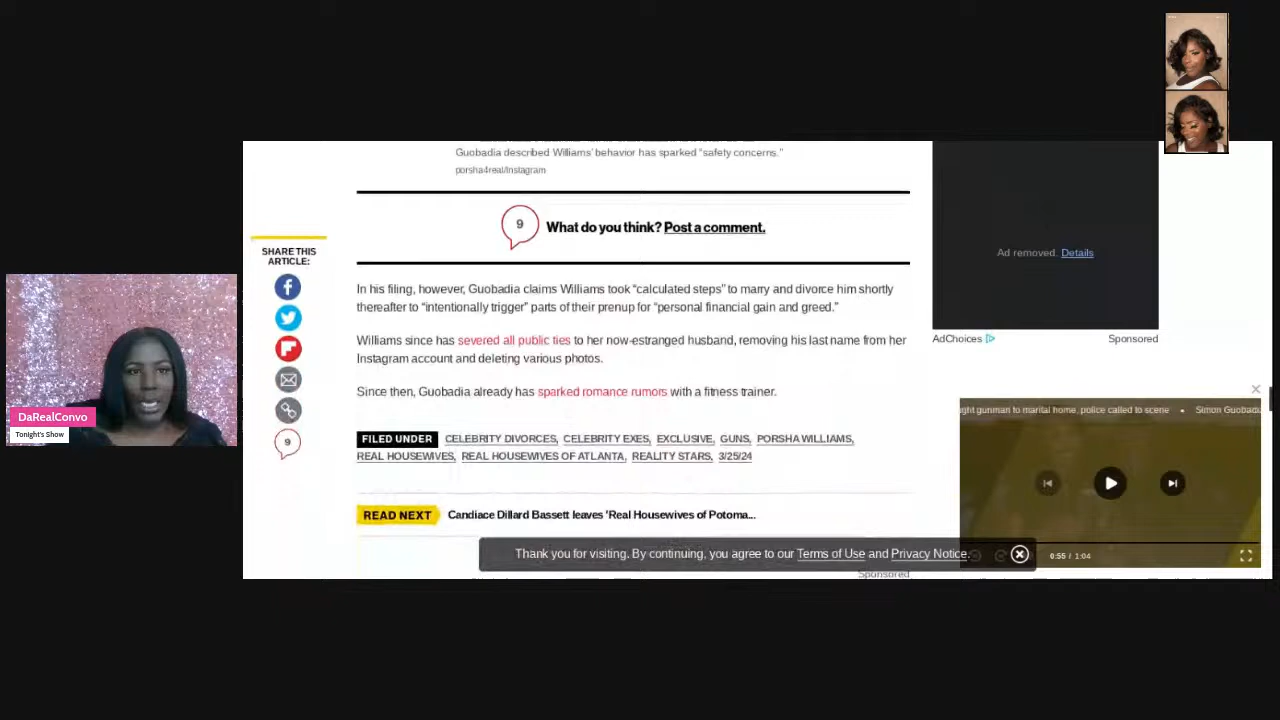 Guobadia described Williams' behavior has sparked "safety concerns."
porsha4real/Instagram
9
What do you think? Post a comment.
SHARE THIS
ARTICLE:
9
In his filing, however, Guobadia claims Williams took “calculated steps” to marry and divorce him shortly
thereafter to “intentionally trigger” parts of their prenup for “personal financial gain and greed.”
Williams since has severed all public ties to her now-estranged husband, removing his last name from her
Instagram account and deleting various photos.
Since then, Guobadia already has sparked romance rumors with a fitness trainer.
FILED UNDER CELEBRITY DIVORCES, CELEBRITY EXES, EXCLUSIVE, GUNS, PORSHA WILLIAMS,
REAL HOUSEWIVES, REAL HOUSEWIVES OF ATLANTA, REALITY STARS, 3/25/24
READ NEXT Candiace Dillard Bassett leaves 'Real Housewives of Potoma...
Thank you for visiting. By continuing, you agree to our Terms of Use and Privacy Notice.
Sponsored
Ad removed. Details
AdChoices
Sponsored
gunman to marital home, police called to scene • Simon
0:55 / 1:04
DaRealConvo
Tonight's Show